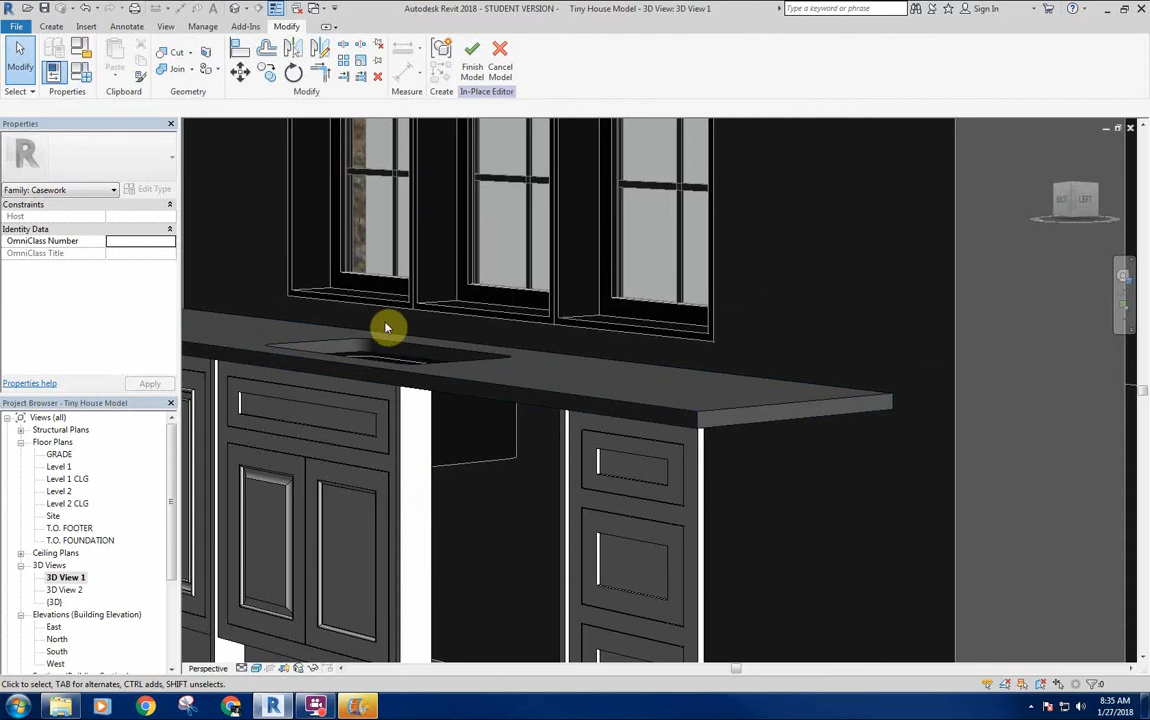 Autodesk Revit 2018 - STUDENT VERSION - Tiny House Model - 3D View: 3D View 1
Type a keyword or phrase
Sign In
File Create Insert Annotate View Manage Add-Ins Modify
Modify
Paste
Cut
Join
Finish Model
Cancel Model
Select Properties Clipboard Geometry Modify Measure Create In-Place Editor
Properties
Family: Casework
Edit Type
Constraints
Host
Identity Data
OmniClass Number
OmniClass Title
Properties help
Apply
Project Browser - Tiny House Model
Views (all)
Structural Plans
Floor Plans
GRADE
Level 1
Level 1 CLG
Level 2
Level 2 CLG
Site
T.O. FOOTER
T.O. FOUNDATION
Ceiling Plans
3D Views
3D View 1
3D View 2
{3D}
Elevations (Building Elevation)
East
North
South
West
LEFT
Perspective
Click to select, TAB for alternates, CTRL adds, SHIFT unselects.
:0
8:35 AM
1/27/2018